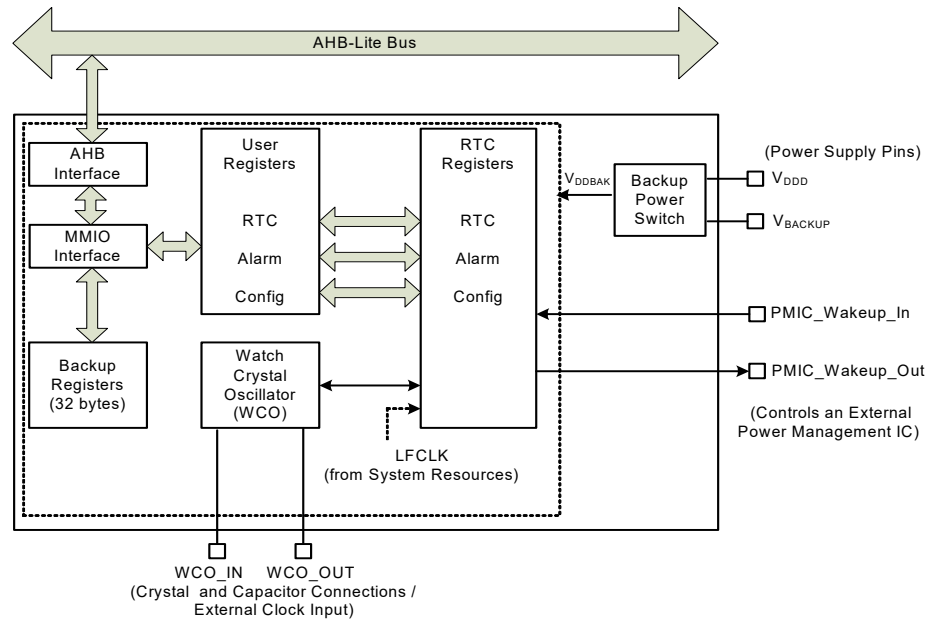 AHB-Lite Bus
AHB
Interface
MMIO
Interface
Backup
Registers
(32 bytes)
User
Registers
RTC
Alarm
Config
Watch
Crystal
Oscillator
(WCO)
RTC
Registers
RTC
Alarm
Config
LFCLK
(from System Resources)
VDDBAK
Backup
Power
Switch
(Power Supply Pins)
VDDD
VBACKUP
PMIC_Wakeup_In
PMIC_Wakeup_Out
(Controls an External
Power Management IC)
WCO_IN WCO_OUT
(Crystal and Capacitor Connections /
External Clock Input)